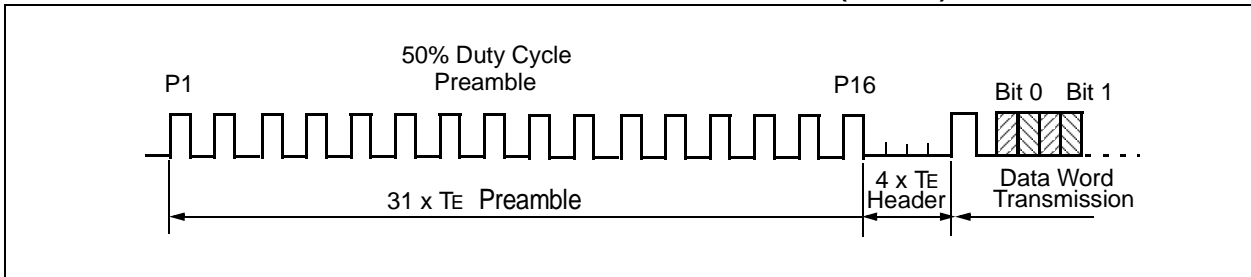 50% Duty Cycle
Preamble
P1
P16
Bit 0 Bit 1
31 x TE Preamble
4 x TE
Header
Data Word
Transmission